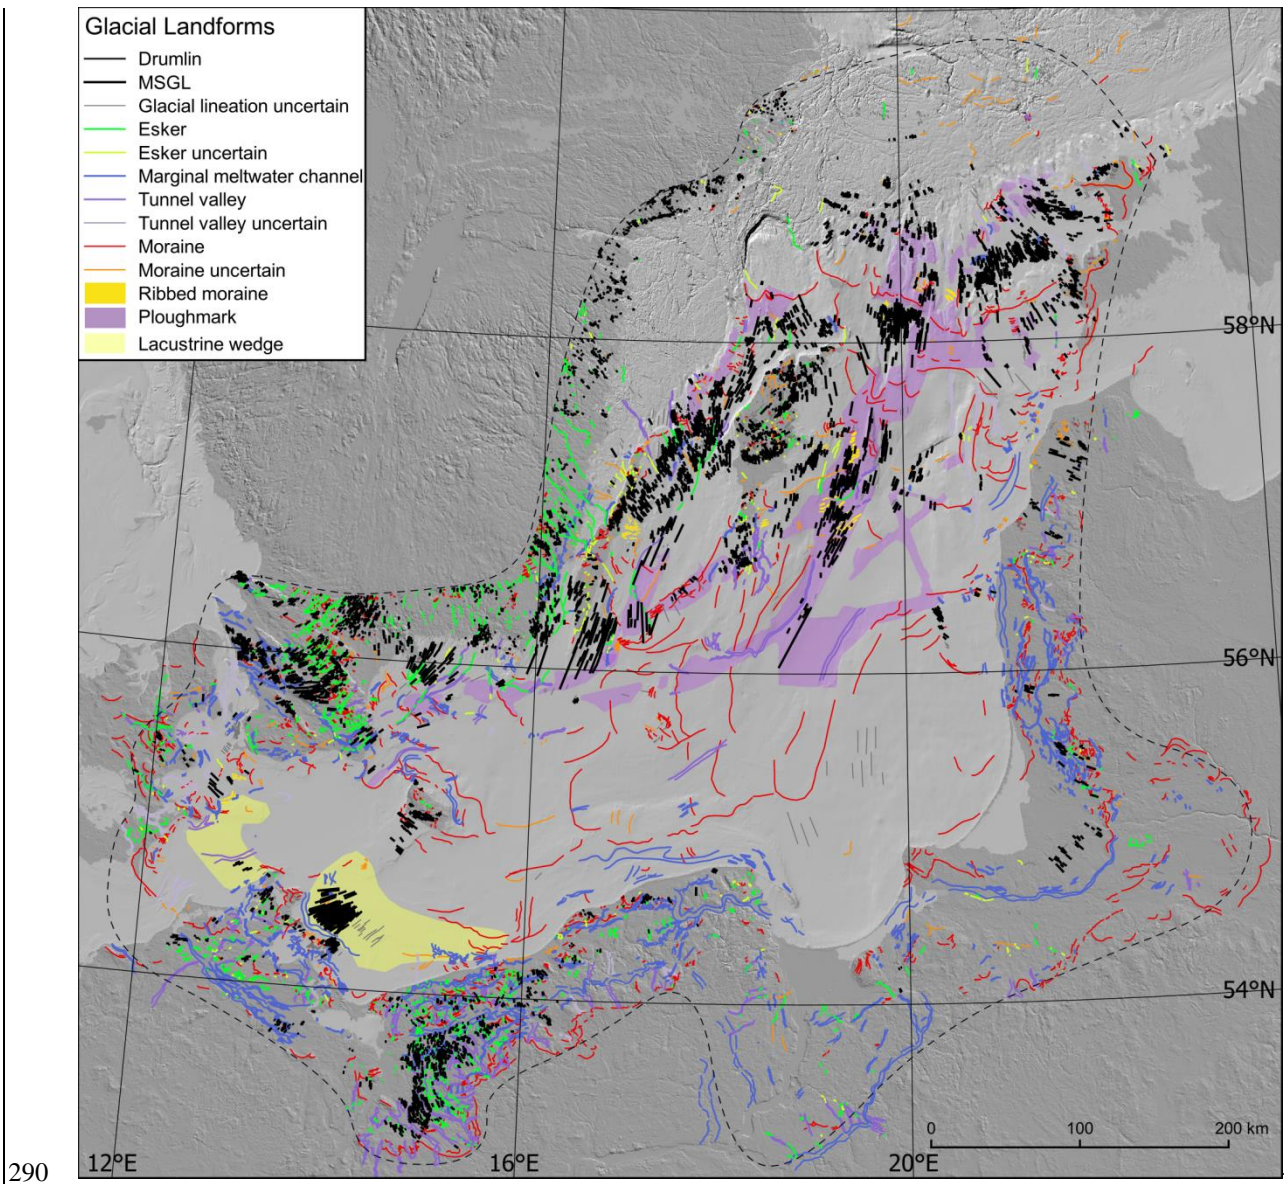 Glacial Landforms
Drumlin
MSGL
Glacial lineation uncertain
Esker
Esker uncertain
Marginal meltwater channel
Tunnel valley
Tunnel valley uncertain
Moraine
Moraine uncertain
Ribbed moraine
Ploughmark
Lacustrine wedge
58°N
56°N
54°N
0 100 200 km
290 12°E 16°E 20°E